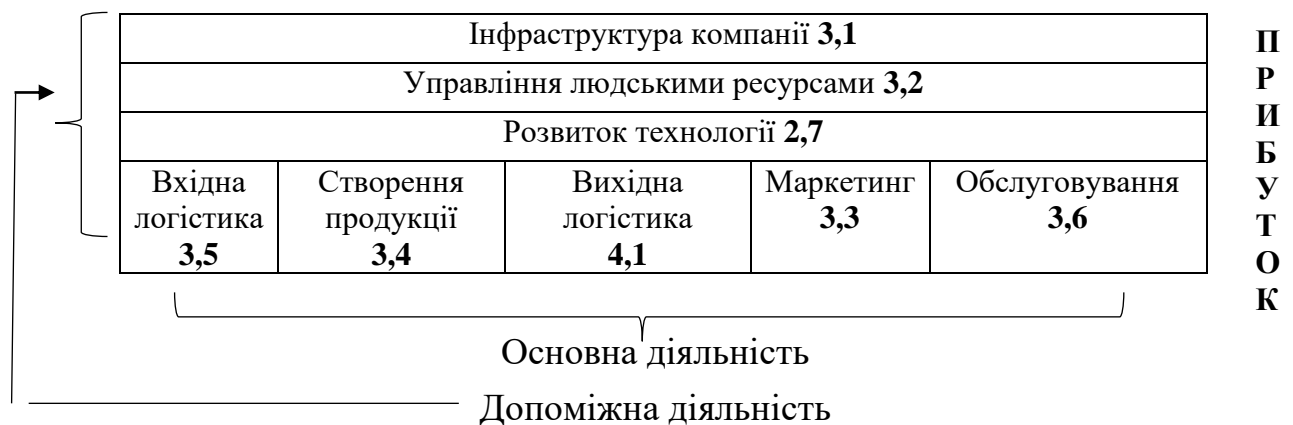 Інфраструктура компанії 3,1
Управління людськими ресурсами 3,2
Розвиток технології 2,7
Вхідна
логістика
3,5
Створення
продукції
3,4
Вихідна
логістика
4,1
Маркетинг
3,3
Обслуговування
3,6
П
Р
И
Б
У
Т
О
К
Основна діяльність
Допоміжна діяльність